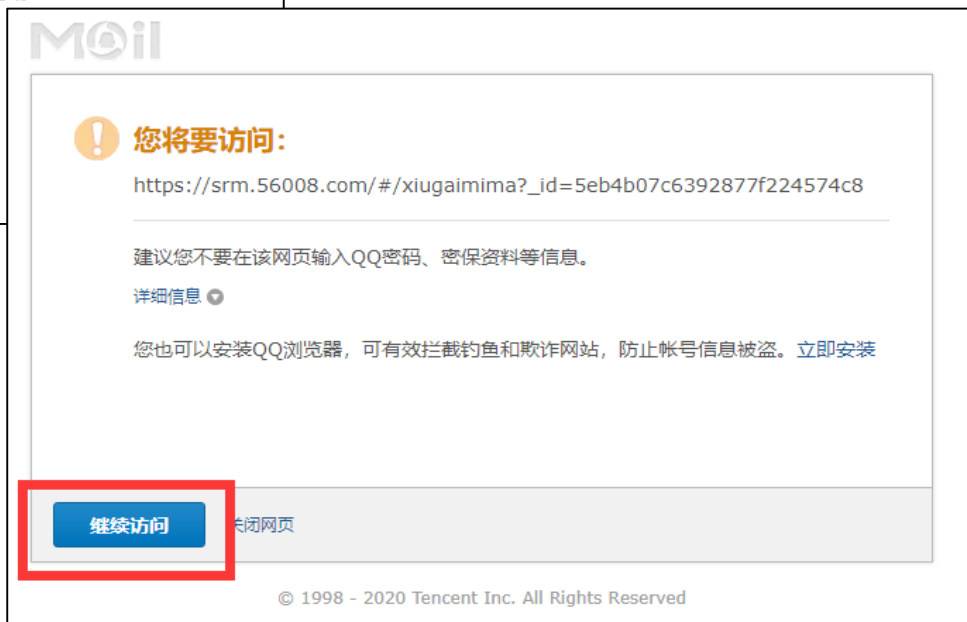 MOil
您将要访问：
https://srm.56008.com/#/xiugaimima?_id=5eb4b07c6392877f224574c8
建议您不要在该网页输入QQ密码、密保资料等信息。
详细信息
您也可以安装QQ浏览器，可有效拦截钓鱼和欺诈网站，防止帐号信息被盗。立即安装
继续访问 关闭网页
© 1998 - 2020 Tencent Inc. All Rights Reserved